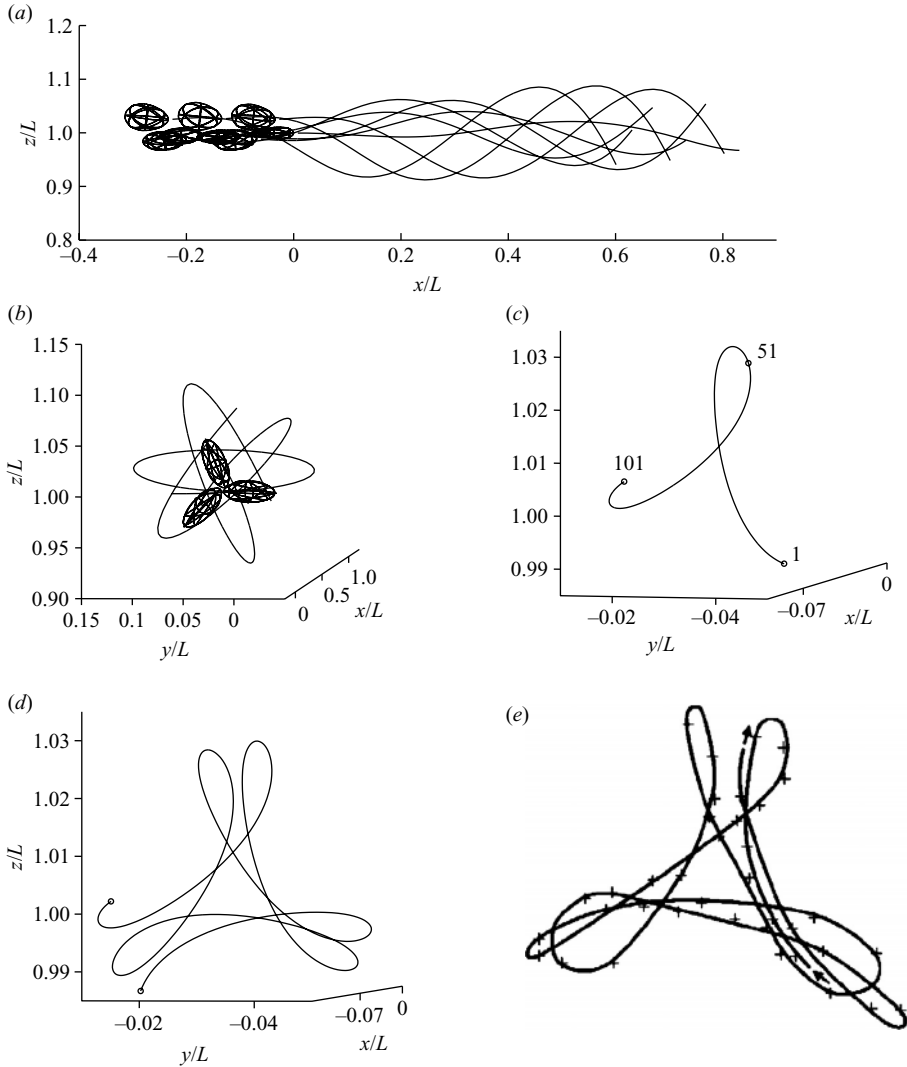 (a)
1.2
1.1
z/L
1.0
0.9
0.8
–0.4 –0.2 0 0.2 0.4 0.6 0.8
x/L
(b)
1.15
1.10
1.05
z/L
1.00
0.95
0.90
0.15 0.1 0.05 0
0 0.5 1.0
x/L
y/L
(c)
1.03
51
1.02
1.01
101
1.00
0.99
1
–0.02 –0.04
–0.07 0
x/L
y/L
(d)
1.03
1.02
z/L
1.01
1.00
0.99
–0.02 –0.04
–0.07 0
x/L
y/L
(e)